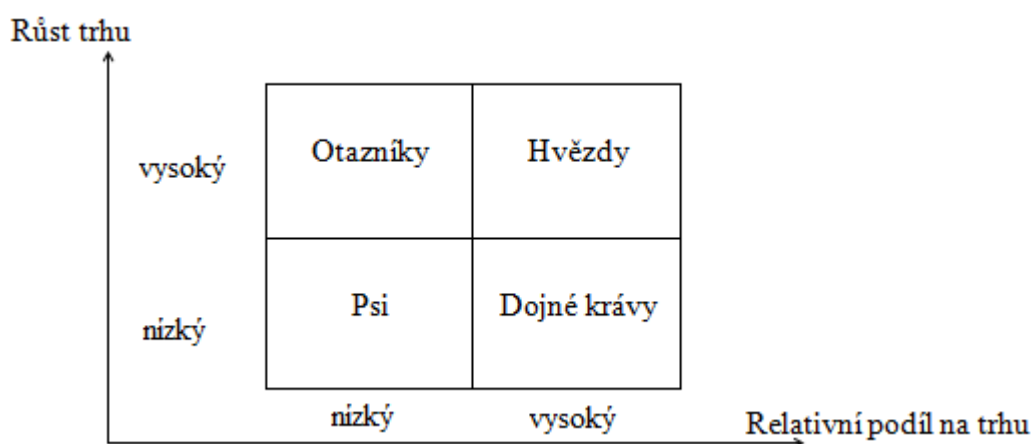 Růst trhu
vysoký
Otazníky
Hvězdy
nízký
Psi
Dojné krávy
nízký
vysoký
Relativní podíl na trhu